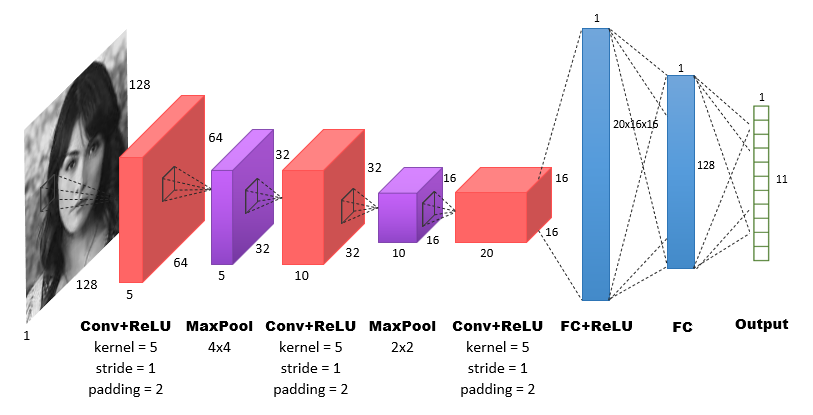 1
1
128
1
64
20x16x16
32
32
16
16
128
11
16
16
32
32
64
128
5
5
10
10
20
1
Conv+ReLU
kernel = 5
stride = 1
padding = 2
MaxPool
4x4
Conv+ReLU
kernel = 5
stride = 1
padding = 2
MaxPool
2x2
Conv+ReLU
kernel = 5
stride = 1
padding = 2
FC+ReLU
FC
Output